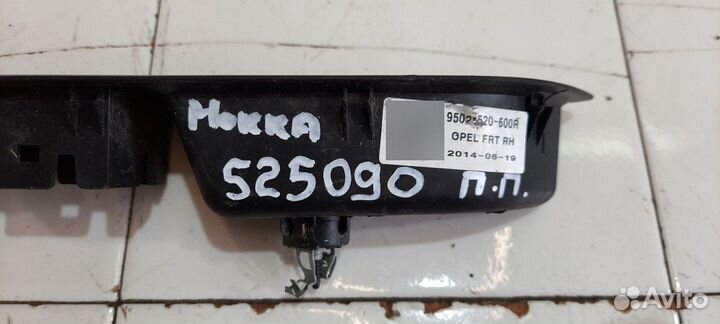 Мокка
525090 п.п.
OPEL FRT RH
2014-06-19
Avito